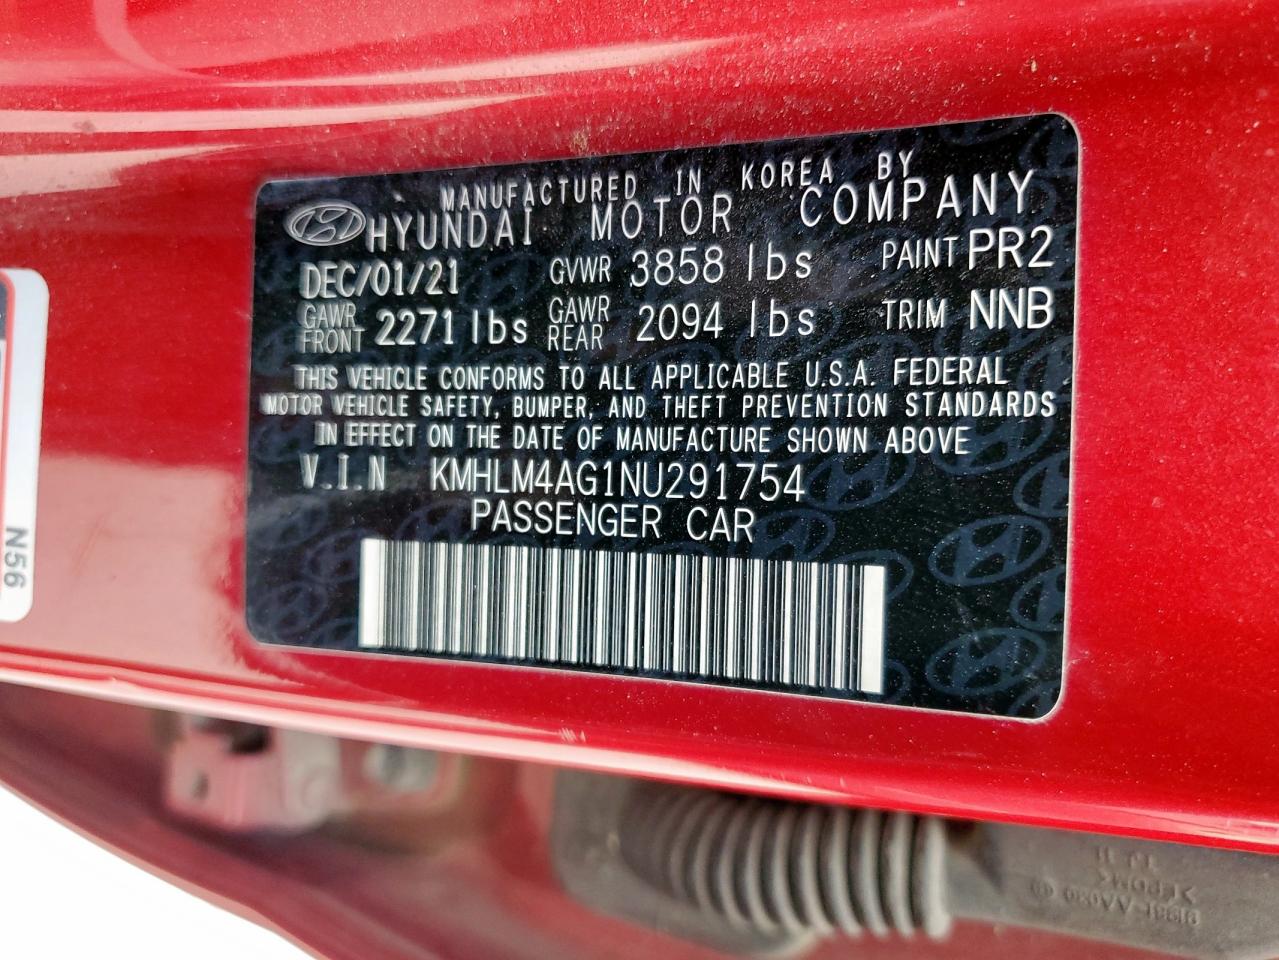 MANUFACTURED IN KOREA BY
HYUNDAI MOTOR COMPANY
DEC/01/21 GVWR 3858 lbs PAINT PR2
GAWR FRONT 2271 lbs GAWR REAR 2094 lbs TRIM NNB
THIS VEHICLE CONFORMS TO ALL APPLICABLE U.S.A. FEDERAL
MOTOR VEHICLE SAFETY, BUMPER, AND THEFT PREVENTION STANDARDS
IN EFFECT ON THE DATE OF MANUFACTURE SHOWN ABOVE
V.I.N KMHLM4AG1NU291754
PASSENGER CAR
N56